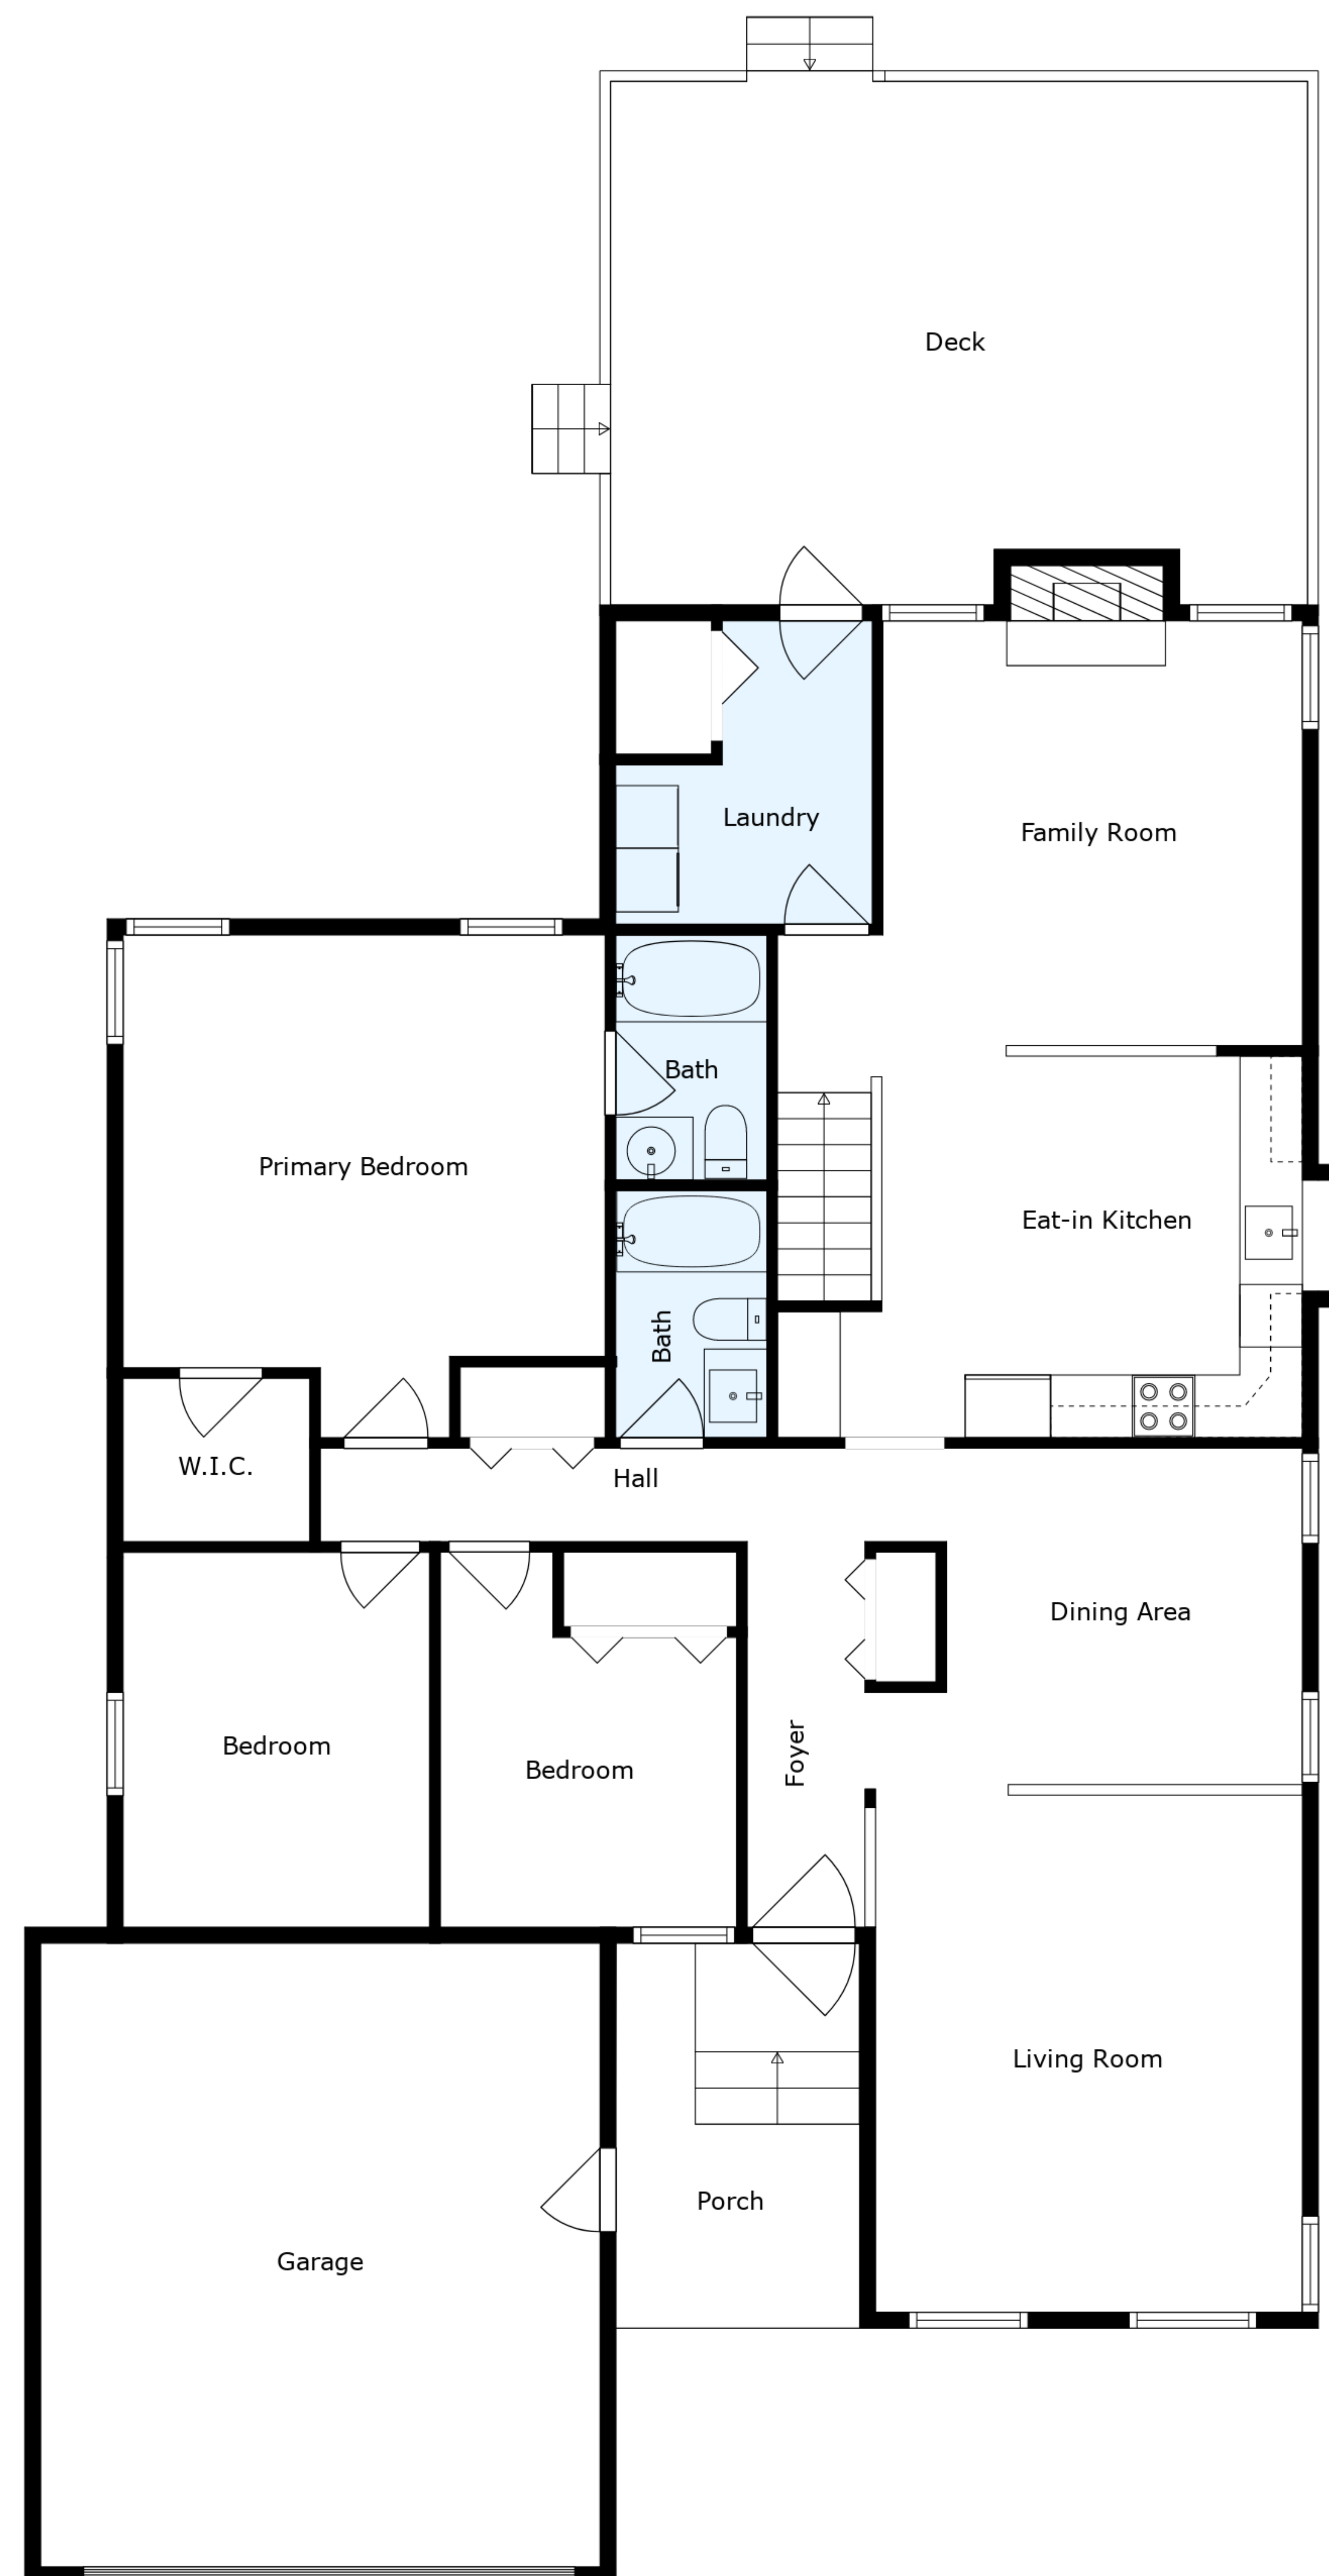 Deck
Laundry
Family Room
Bath
Primary Bedroom
Eat-in Kitchen
Bath
W.I.C.
Hall
Dining Area
Bedroom
Bedroom
Foyer
Living Room
Porch
Garage